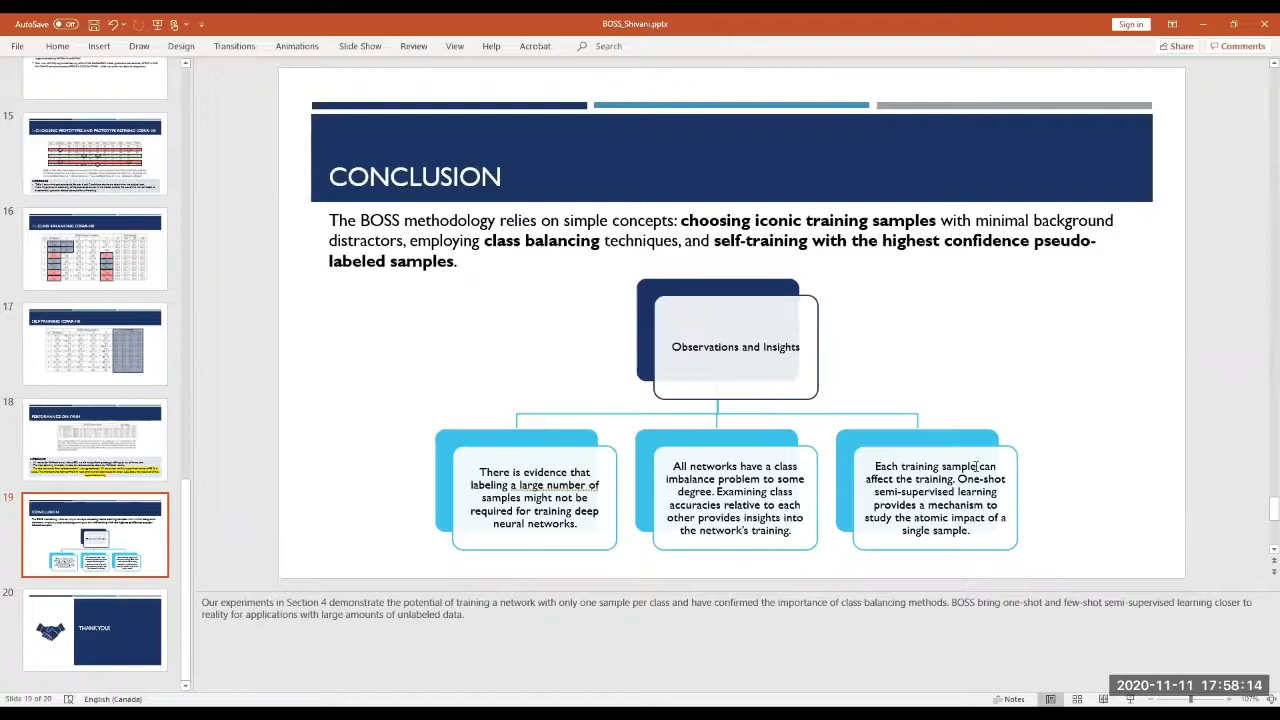 AutoSave Off
BOSS_Shivani.pptx
Sign in
File Home Insert Draw Design Transitions Animations Slide Show Review View Help Acrobat Search
Share Comments
15
16
17
18
19
20
CONCLUSION
THANK YOU!
CONCLUSION
The BOSS methodology relies on simple concepts: choosing iconic training samples with minimal background
distractors, employing class balancing techniques, and self-training with the highest confidence pseudo-
labeled samples.
Observations and Insights
There is evidence that
labeling a large number of
samples might not be
required for training deep
neural networks.
All networks have a class
imbalance problem to some
degree. Examining class
accuracies relative to each
other provides insights into
the network's training.
Each training sample can
affect the training. One-shot
semi-supervised learning
provides a mechanism to
study the atomic impact of a
single sample.
Our experiments in Section 4 demonstrate the potential of training a network with only one sample per class and have confirmed the importance of class balancing methods. BOSS bring one-shot and few-shot semi-supervised learning closer to
reality for applications with large amounts of unlabeled data.
Slide 19 of 20 English (Canada)
Notes
107%
2020-11-11 17:58:14